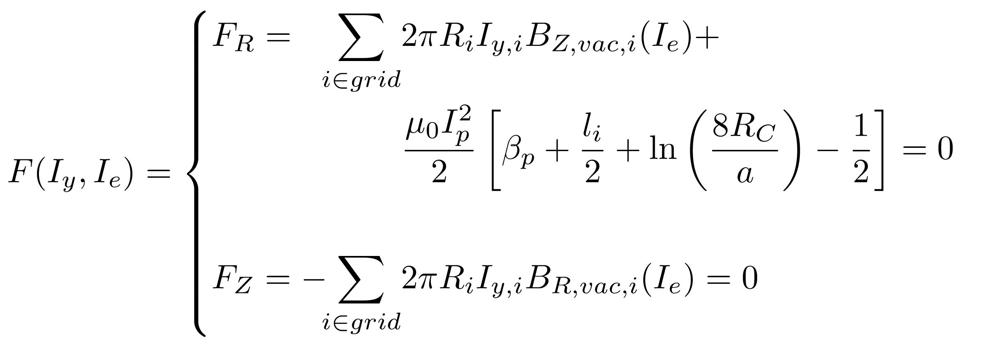 F_R = \sum_{i \in grid} 2\pi R_i I_{y,i} B_{Z,vac,i}(I_e) +
F(I_y, I_e) = \{ \frac{\mu_0 I_p^2}{2} \left[ \beta_p + \frac{l_i}{2} + \ln \left( \frac{8R_C}{a} \right) - \frac{1}{2} \right] = 0
F_Z = - \sum_{i \in grid} 2\pi R_i I_{y,i} B_{R,vac,i}(I_e) = 0